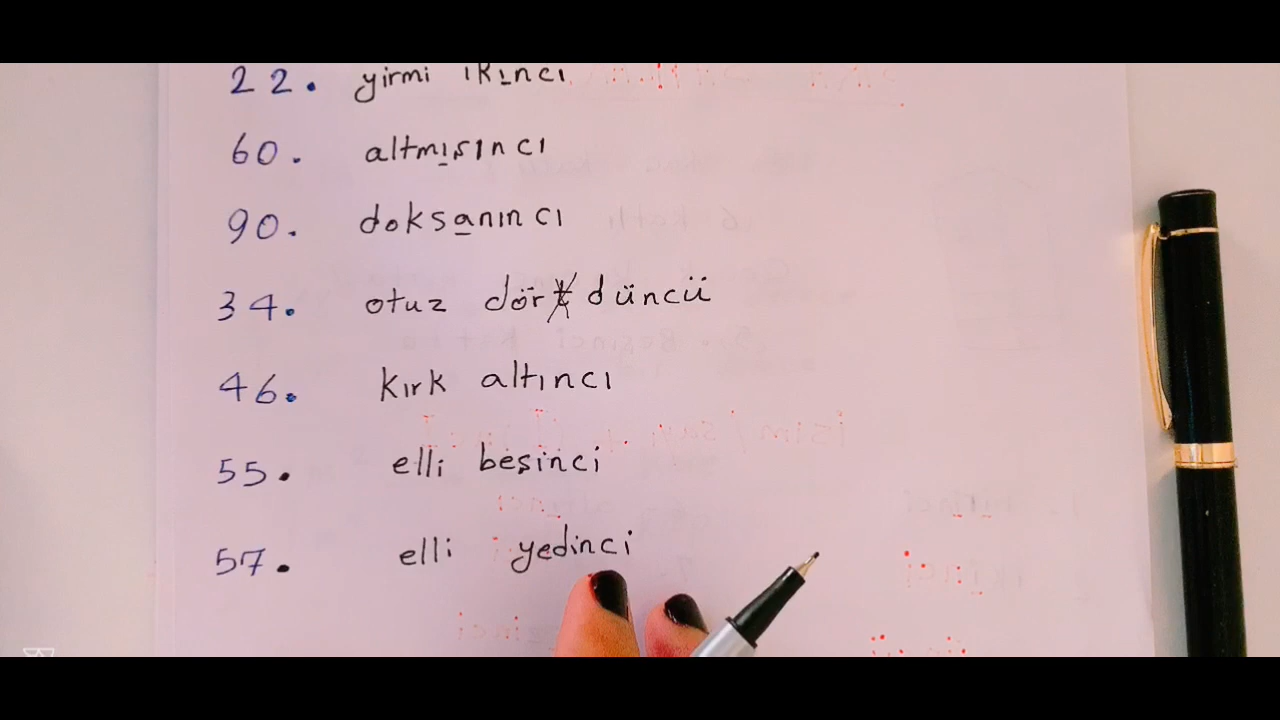 22. yirmi ikinci
60. altmışıncı
90. doksanıncı
34. otuz dördüncü
46. kırk altıncı
55. elli beşinci
57. elli yedinci